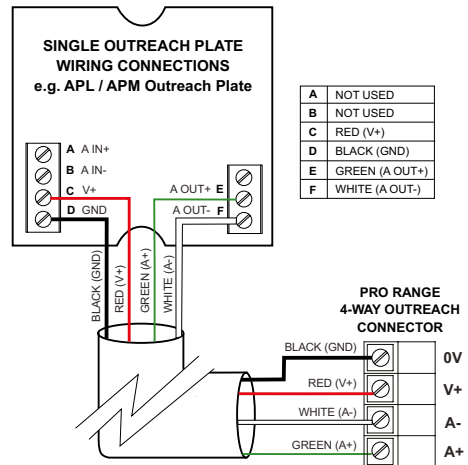 SINGLE OUTREACH PLATE
WIRING CONNECTIONS
e.g. APL / APM Outreach Plate
A NOT USED
B NOT USED
C RED (V+)
D BLACK (GND)
E GREEN (A OUT+)
F WHITE (A OUT-)
A A IN+
B A IN-
C V+
D GND
A OUT+ E
A OUT- F
BLACK (GND)
RED (V+)
GREEN (A+)
WHITE (A-)
PRO RANGE
4-WAY OUTREACH
CONNECTOR
BLACK (GND) 0V
RED (V+) V+
WHITE (A-) A-
GREEN (A+) A+